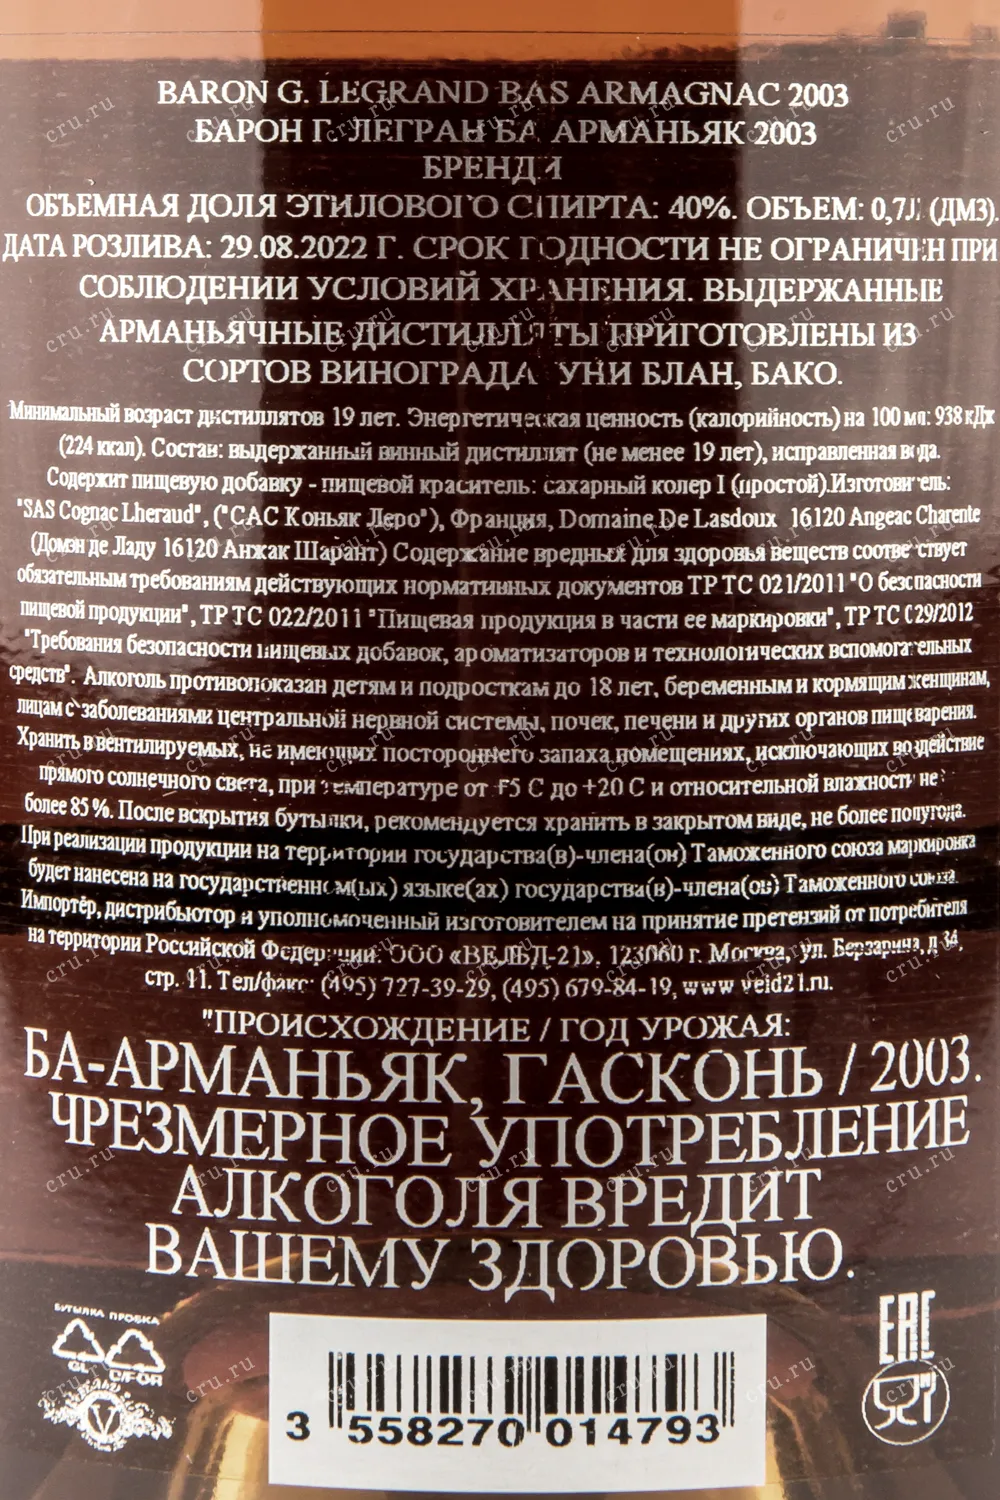 BARON G. LEGRAND BAS ARMAGNAC 2003
БАРОН Г. ЛЕГРАН БА АРМАНЬЯК 2003
БРЕНДИ
ОБЪЕМНАЯ ДОЛЯ ЭТИЛОВОГО СПИРТА: 40%. ОБЪЕМ: 0,7Л (ДМ3).
ДАТА РОЗЛИВА: 29.08.2022 Г. СРОК ГОДНОСТИ НЕ ОГРАНИЧЕН ПРИ
СОБЛЮДЕНИИ УСЛОВИЙ ХРАНЕНИЯ. ВЫДЕРЖАННЫЕ
АРМАНЬЯЧНЫЕ ДИСТИЛЛЯТЫ ПРИГОТОВЛЕНЫ ИЗ
СОРТОВ ВИНОГРАДА УНИ БЛАН, БАКО.
Минимальный возраст дистиллятов 19 лет. Энергетическая ценность (калорийность) на 100 мл: 938 кДж
(224 ккал). Состав: выдержанный винный дистиллят (не менее 19 лет), исправленная вода.
Содержит пищевую добавку - пищевой краситель: сахарный колер I (простой).Изготовитель:
"SAS Cognac Lheraud", ("САС Коньяк Леро"), Франция, Domaine De Lasdoux 16120 Angeac Charente
(Домэн де Ладу 16120 Анжак Шарант) Содержание вредных для здоровья веществ соответствует
обязательным требованиям действующих нормативных документов ТР ТС 021/2011 "О безопасности
пищевой продукции", ТР ТС 022/2011 "Пищевая продукция в части ее маркировки", ТР ТС 029/2012
"Требования безопасности пищевых добавок, ароматизаторов и технологических вспомогательных
средств". Алкоголь противопоказан детям и подросткам до 18 лет, беременным и кормящим женщинам,
лицам с заболеваниями центральной нервной системы, почек, печени и других органов пищеварения.
Хранить в вентилируемых, не имеющих постороннего запаха помещениях, исключающих воздействие
прямого солнечного света, при температуре от +5 С до +20 С и относительной влажности не
более 85 %. После вскрытия бутылки, рекомендуется хранить в закрытом виде, не более полугода.
При реализации продукции на территории государства(в)-члена(ов) Таможенного союза маркировка
будет нанесена на государственном(ых) языке(ах) государства(в)-члена(ов) Таможенного союза.
Импортёр, дистрибьютор и уполномоченный изготовителем на принятие претензий от потребителя
на территории Российской Федерации: ООО «ВЕЛЬД-21». 123060 г. Москва, ул. Берзарина, д 34,
стр. 11. Тел/факс: (495) 727-39-29, (495) 679-84-19, www veld21.ru.
"ПРОИСХОЖДЕНИЕ / ГОД УРОЖАЯ:
БА-АРМАНЬЯК, ГАСКОНЬ / 2003.
ЧРЕЗМЕРНОЕ УПОТРЕБЛЕНИЕ
АЛКОГОЛЯ ВРЕДИТ
ВАШЕМУ ЗДОРОВЬЮ.
БУТЫЛКА ПРОБКА
GL C/FOR
EAC
V
3 558270 014793
cru.ru